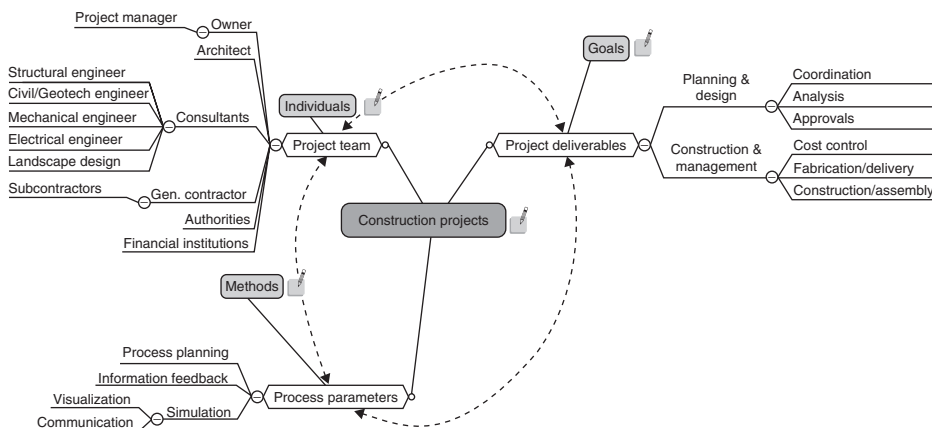 Project manager
Owner
Architect
Structural engineer
Civil/Geotech engineer
Mechanical engineer
Electrical engineer
Landscape design
Consultants
Subcontractors
Gen. contractor
Authorities
Financial institutions
Individuals
Project team
Goals
Project deliverables
Planning &
design
Coordination
Analysis
Approvals
Construction &
management
Cost control
Fabrication/delivery
Construction/assembly
Construction projects
Methods
Process parameters
Process planning
Information feedback
Simulation
Visualization
Communication